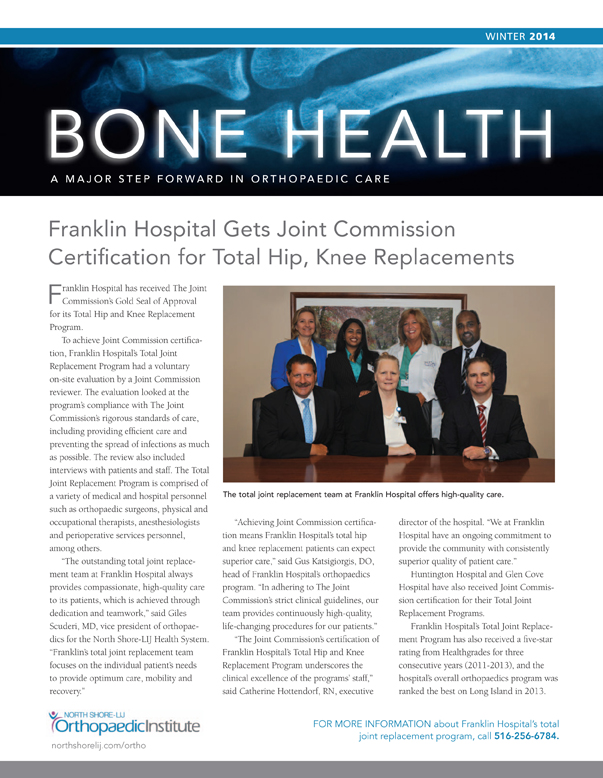 WINTER 2014
BONE HEALTH
A MAJOR STEP FORWARD IN ORTHOPAEDIC CARE
Franklin Hospital Gets Joint Commission
Certification for Total Hip, Knee Replacements
Franklin Hospital has received The Joint
Commission's Gold Seal of Approval
for its Total Hip and Knee Replacement
Program.
To achieve Joint Commission certifica-
tion, Franklin Hospital's Total Joint
Replacement Program had a voluntary
on-site evaluation by a Joint Commission
reviewer. The evaluation looked at the
program's compliance with The Joint
Commission's rigorous standards of care,
including providing efficient care and
preventing the spread of infections as much
as possible. The review also included
interviews with patients and staff. The Total
Joint Replacement Program is comprised of
a variety of medical and hospital personnel
such as orthopaedic surgeons, physical and
occupational therapists, anesthesiologists
and perioperative services personnel,
among others.
"The outstanding total joint replace-
ment team at Franklin Hospital always
provides compassionate, high-quality care
to its patients, which is achieved through
dedication and teamwork," said Giles
Scuderi, MD, vice president of orthopae-
dics for the North Shore-LIJ Health System.
"Franklin's total joint replacement team
focuses on the individual patient's needs
to provide optimum care, mobility and
recovery."
The total joint replacement team at Franklin Hospital offers high-quality care.
"Achieving Joint Commission certifica-
tion means Franklin Hospital's total hip
and knee replacement patients can expect
superior care," said Gus Katsigiorgis, DO,
head of Franklin Hospital's orthopaedics
program. "In adhering to The Joint
Commission's strict clinical guidelines, our
team provides continuously high-quality,
life-changing procedures for our patients."
"The Joint Commission's certification of
Franklin Hospital's Total Hip and Knee
Replacement Program underscores the
clinical excellence of the programs' staff,"
said Catherine Hottendorf, RN, executive
director of the hospital. "We at Franklin
Hospital have an ongoing commitment to
provide the community with consistently
superior quality of patient care."
Huntington Hospital and Glen Cove
Hospital have also received Joint Commis-
sion certification for their Total Joint
Replacement Programs.
Franklin Hospital's Total Joint Replace-
ment Program has also received a five-star
rating from Healthgrades for three
consecutive years (2011-2013), and the
hospital's overall orthopaedics program was
ranked the best on Long Island in 2013.
NORTH SHORE-LIJ
OrthopaedicInstitute
northshorelij.com/ortho
FOR MORE INFORMATION about Franklin Hospital's total
joint replacement program, call 516-256-6784.